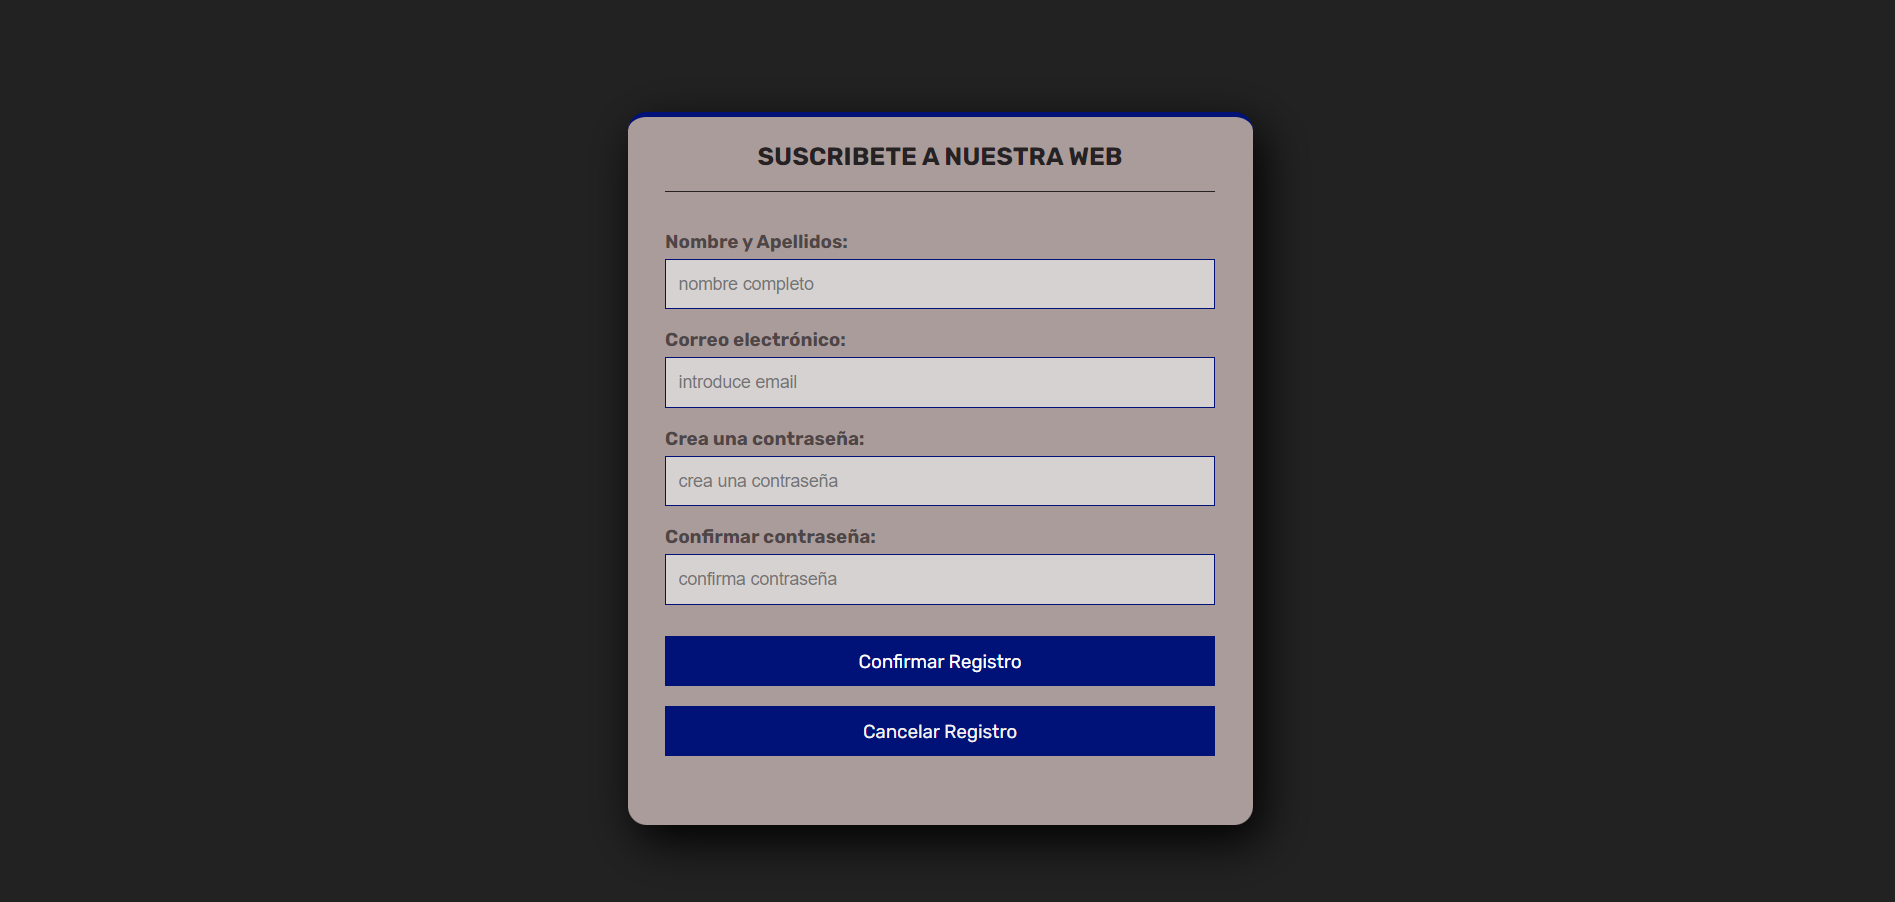 SUSCRIBETE A NUESTRA WEB
Nombre y Apellidos:
nombre completo
Correo electrónico:
introduce email
Crea una contraseña:
crea una contraseña
Confirmar contraseña:
confirma contraseña
Confirmar Registro
Cancelar Registro